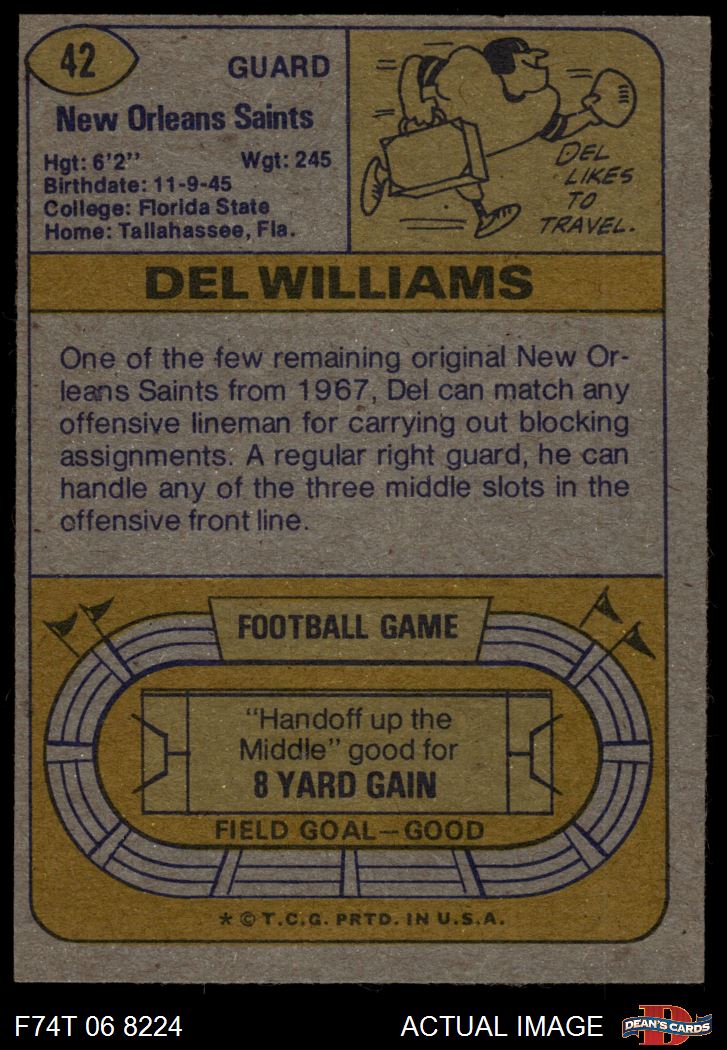 42
GUARD
New Orleans Saints
Hgt: 6'2" Wgt: 245
Birthdate: 11-9-45
College: Florida State
Home: Tallahassee, Fla.
DEL
LIKES
TO
TRAVEL.
DEL WILLIAMS
One of the few remaining original New Or-
leans Saints from 1967, Del can match any
offensive lineman for carrying out blocking
assignments. A regular right guard, he can
handle any of the three middle slots in the
offensive front line.
FOOTBALL GAME
"Handoff up the
Middle" good for
8 YARD GAIN
FIELD GOAL—GOOD
* © T.C.G. PRTD. IN U.S.A.
F74T 06 8224 ACTUAL IMAGE
D
DEAN'S CARDS